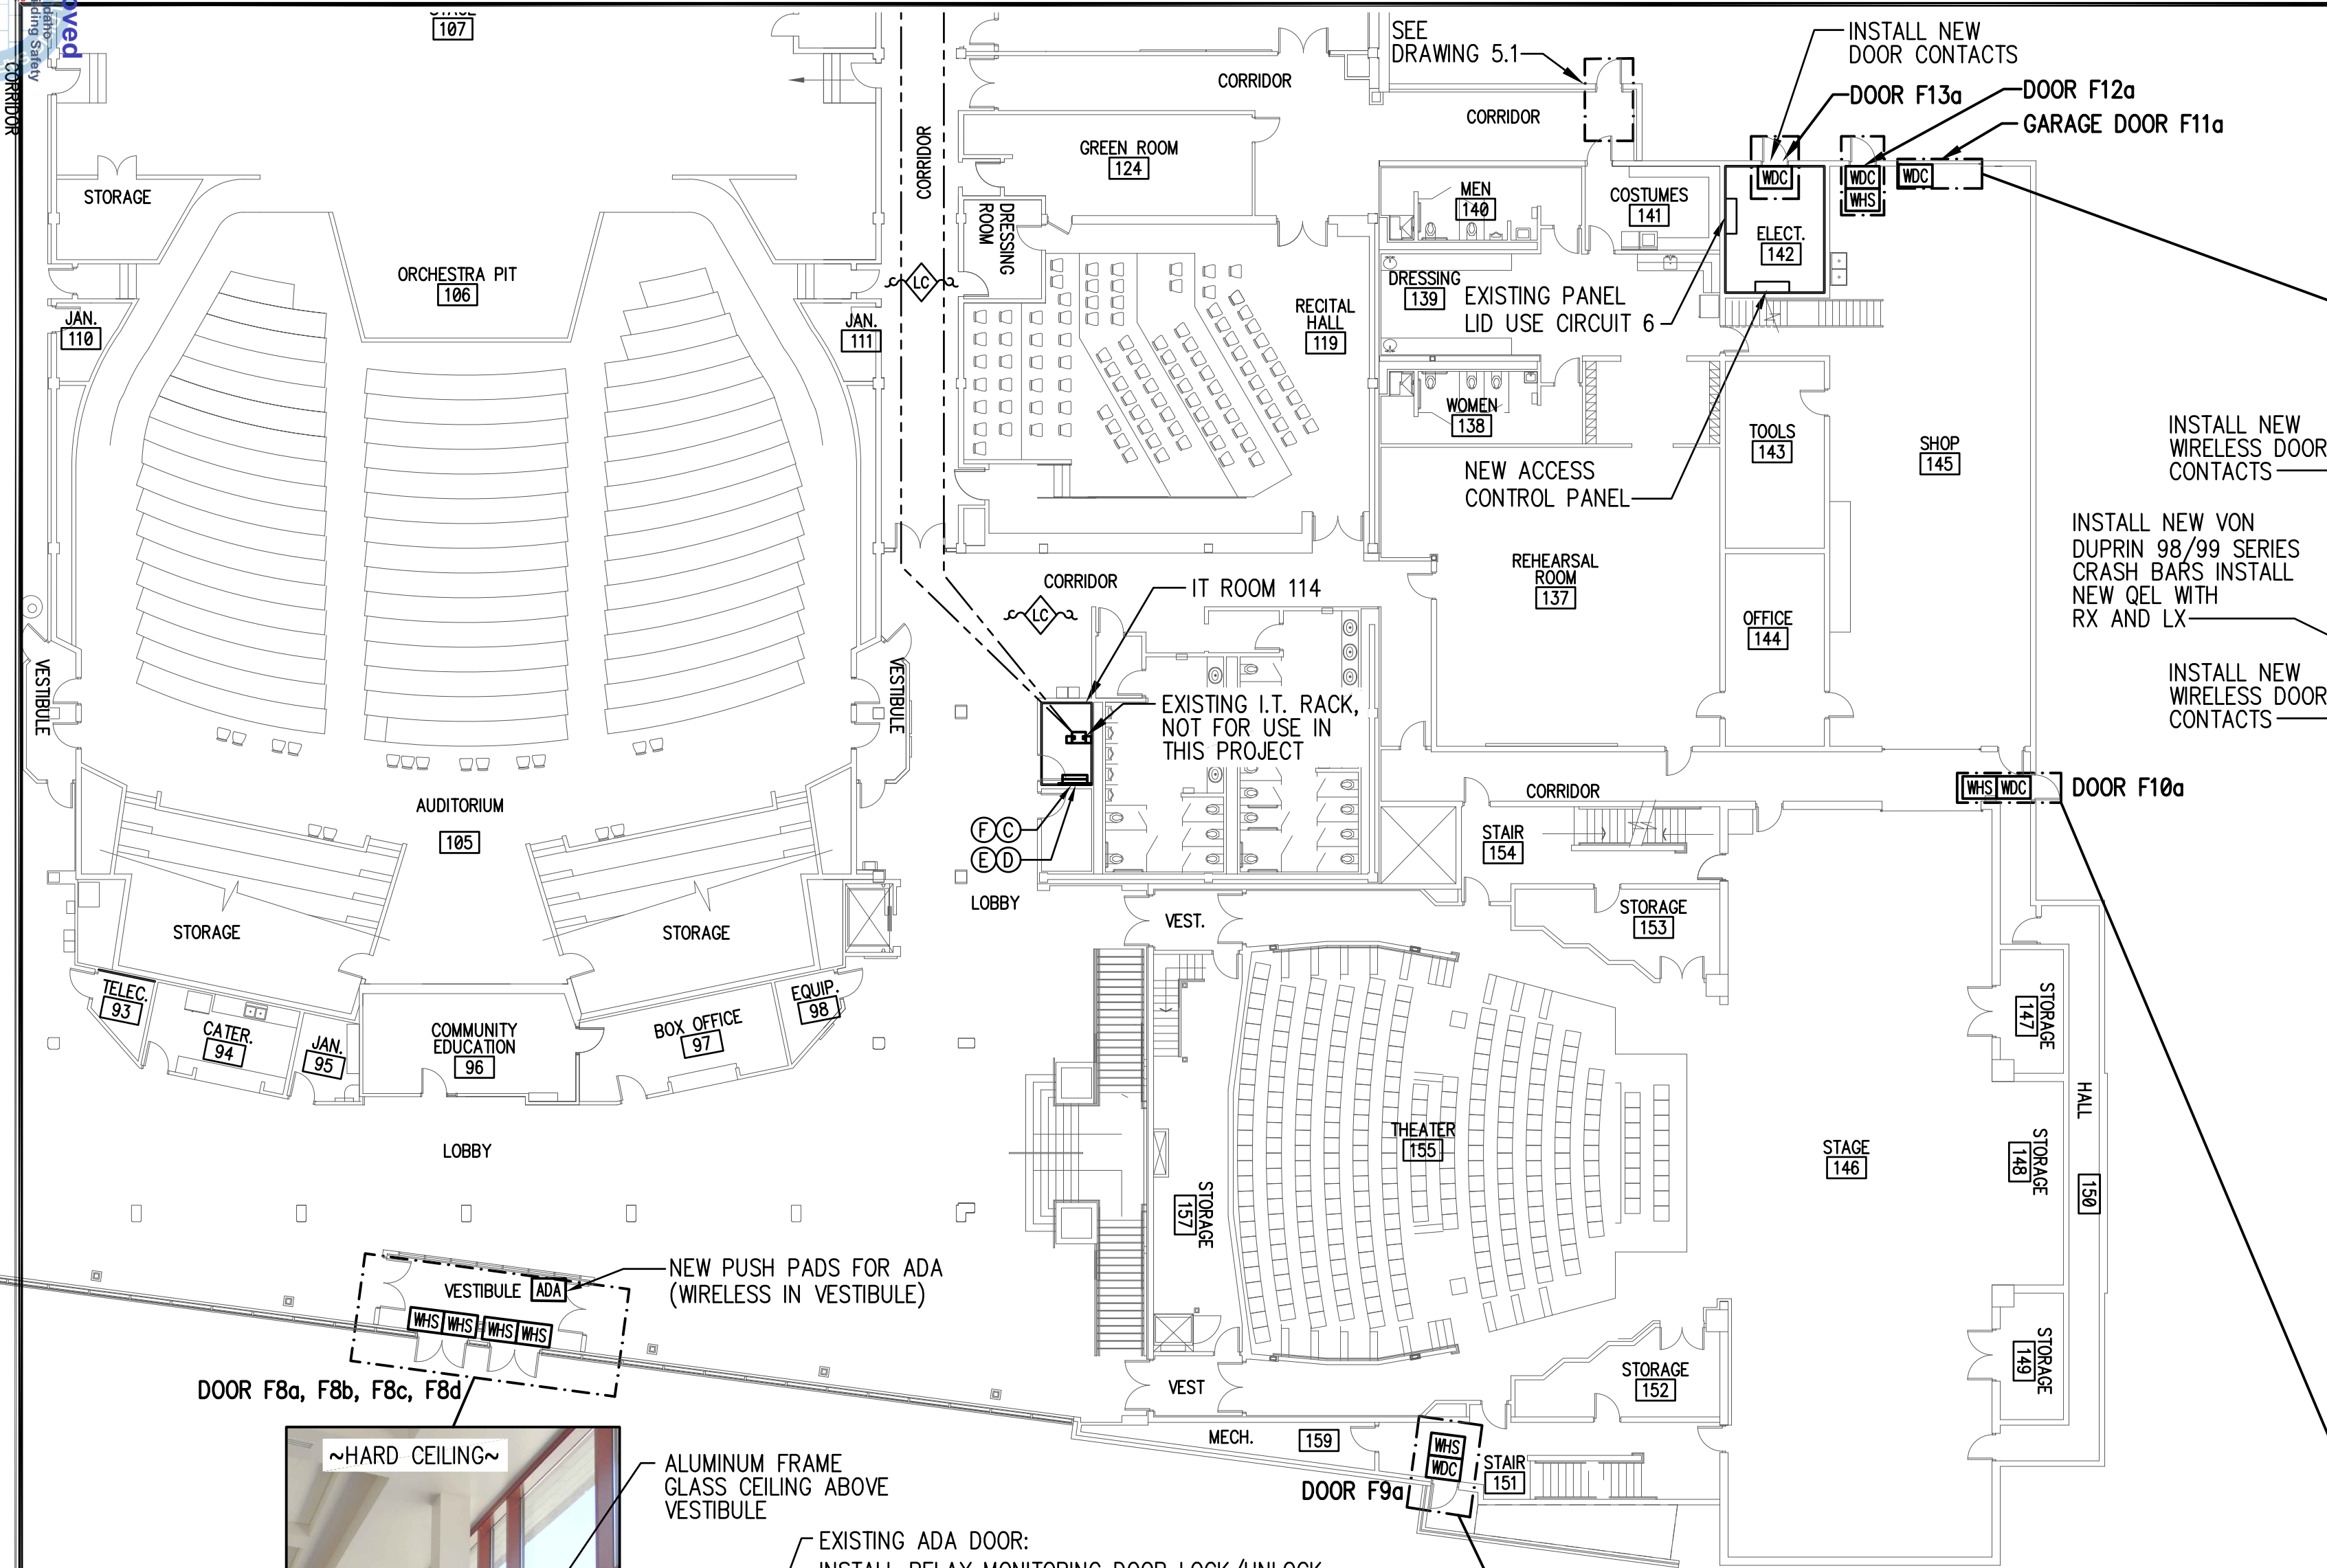 oved
Idaho
ilding Safety
CORRIDOR
107
STORAGE
ORCHESTRA PIT
106
JAN.
110
JAN.
111
CORRIDOR
LC
VESTIBULE
VESTIBULE
AUDITORIUM
105
STORAGE
STORAGE
TELEC.
93
CATER.
94
JAN.
95
COMMUNITY
EDUCATION
96
BOX OFFICE
97
EQUIP.
98
LOBBY
CORRIDOR
GREEN ROOM
124
DRESSING
ROOM
RECITAL
HALL
119
SEE
DRAWING 5.1
CORRIDOR
MEN
140
COSTUMES
141
DRESSING
139
EXISTING PANEL
LID USE CIRCUIT 6
WOMEN
138
NEW ACCESS
CONTROL PANEL
INSTALL NEW
DOOR CONTACTS
DOOR F13a
DOOR F12a
GARAGE DOOR F11a
WDC
WDC
WHS
WDC
ELECT.
142
TOOLS
143
SHOP
145
OFFICE
144
REHEARSAL
ROOM
137
INSTALL NEW
WIRELESS DOOR
CONTACTS
INSTALL NEW VON
DUPRIN 98/99 SERIES
CRASH BARS INSTALL
NEW QEL WITH
RX AND LX
INSTALL NEW
WIRELESS DOOR
CONTACTS
CORRIDOR
LC
IT ROOM 114
EXISTING I.T. RACK,
NOT FOR USE IN
THIS PROJECT
F C
E D
LOBBY
CORRIDOR
WHS WDC
DOOR F10a
STAIR
154
STORAGE
153
VEST.
THEATER
155
STORAGE
157
STAGE
146
STORAGE
147
STORAGE
148
STORAGE
149
HALL
150
STORAGE
152
VEST
MECH.
159
WHS
WDC
STAIR
151
DOOR F9a
VESTIBULE
ADA
WHS WHS WHS WHS
NEW PUSH PADS FOR ADA
(WIRELESS IN VESTIBULE)
DOOR F8a, F8b, F8c, F8d
~HARD CEILING~
ALUMINUM FRAME
GLASS CEILING ABOVE
VESTIBULE
EXISTING ADA DOOR:
INSTALL RELAY MONITORING DOOR LOCK/UNLOCK